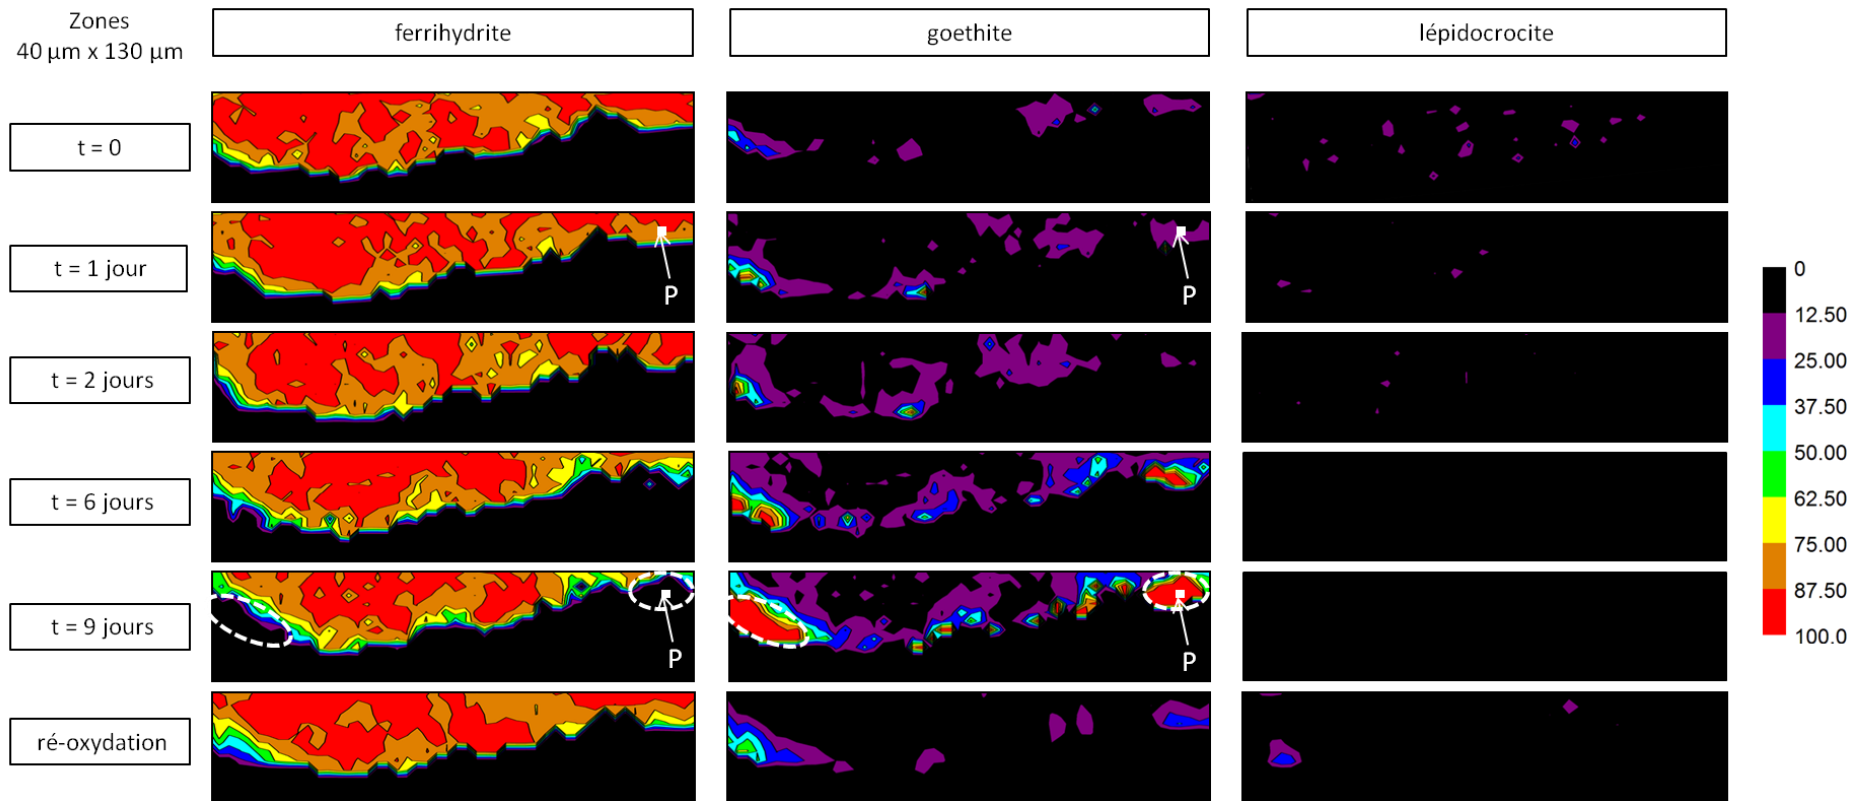 Zones
40 µm x 130 µm
ferrihydrite
goethite
lépidocrocite
t = 0
t = 1 jour
P
P
t = 2 jours
t = 6 jours
t = 9 jours
P
P
ré-oxydation
0
12.50
25.00
37.50
50.00
62.50
75.00
87.50
100.0